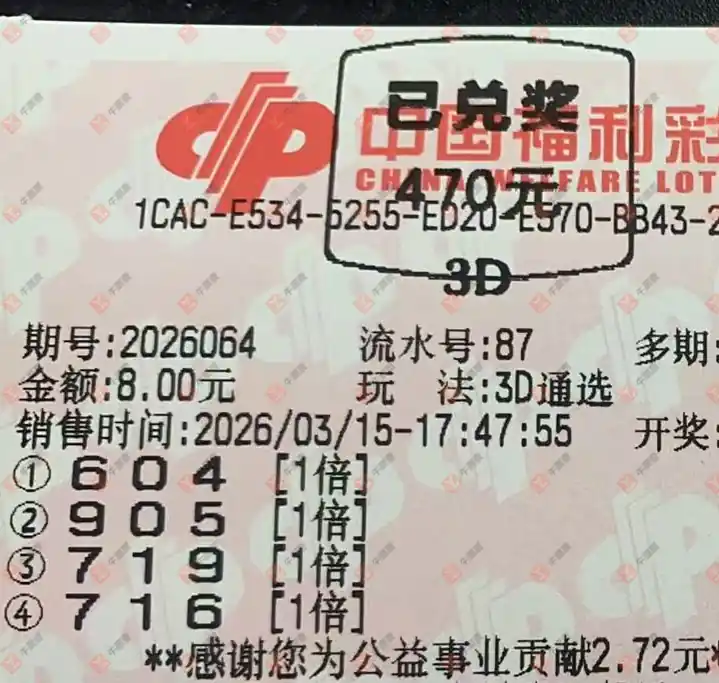 已兑奖
中国福利彩
CHINA WELFARE LOT
470元
1CAC-E534-5255-ED20-E570-BB43-2
3D
期号:2026064 流水号:87 多期:
金额:8.00元 玩 法:3D通选
销售时间:2026/03/15-17:47:55 开奖:
① 6 0 4 [1倍]
② 9 0 5 [1倍]
③ 7 1 9 [1倍]
④ 7 1 6 [1倍]
**感谢您为公益事业贡献2.72元*